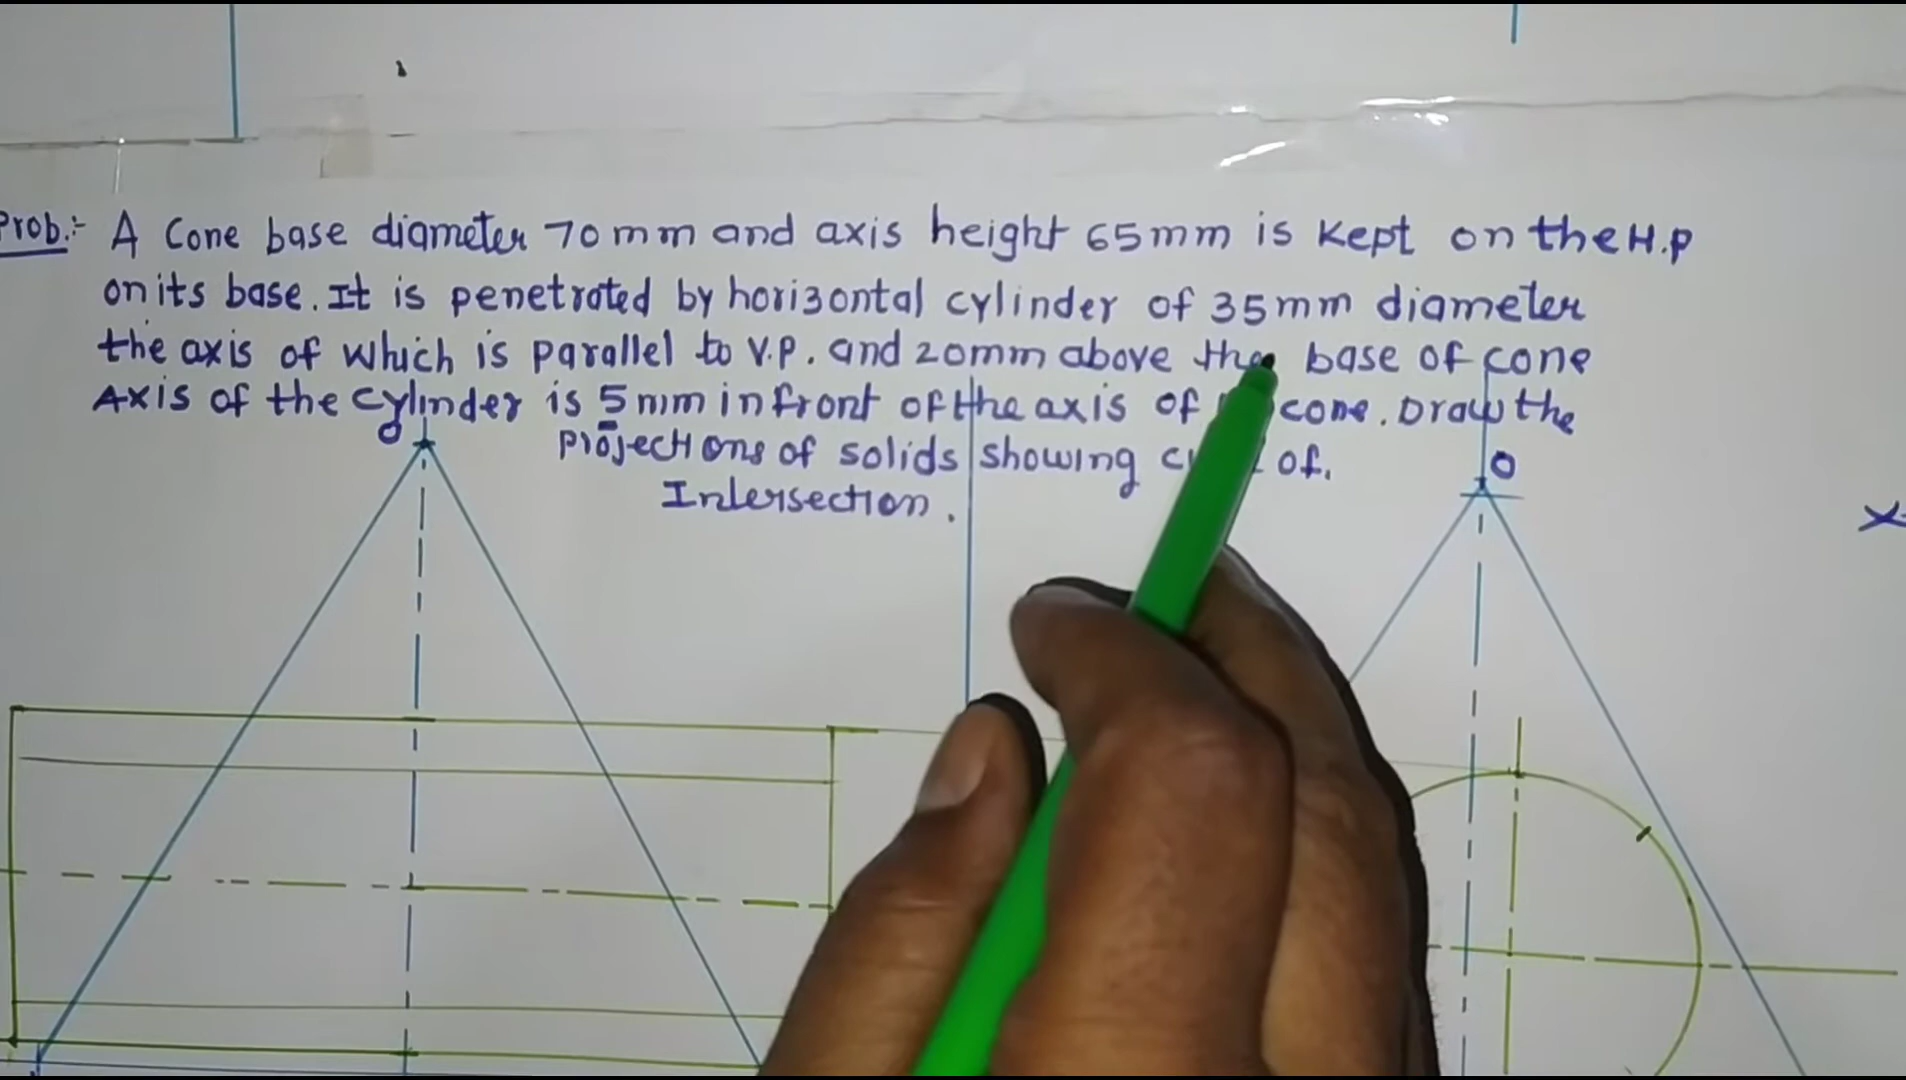 Prob.:- A Cone base diameter 70mm and axis height 65mm is Kept on the H.P
on its base. It is penetrated by horizontal cylinder of 35mm diameter
the axis of which is parallel to V.P. and 20mm above the base of cone
Axis of the cylinder is 5mm in front of the axis of cone. Draw the
Projections of solids showing of.
Intersection.
O
O
X